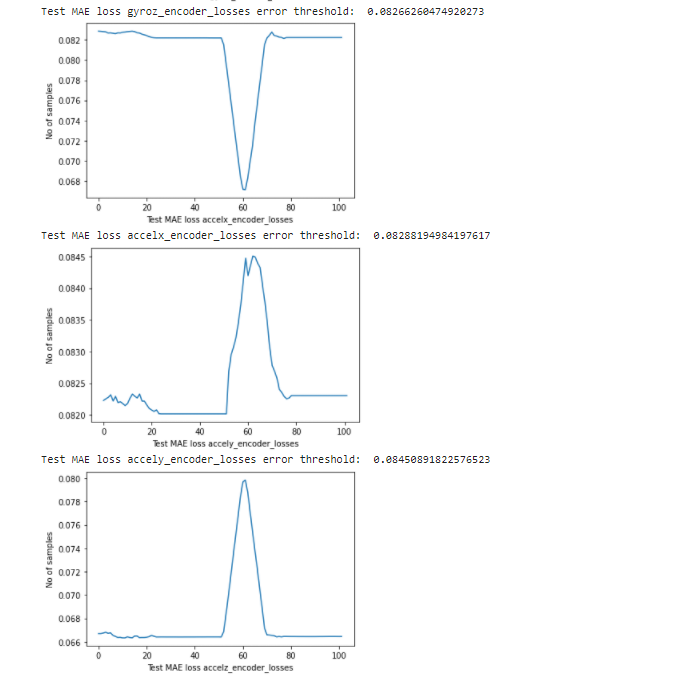 Test MAE loss gyroz_encoder_losses error threshold: 0.08266260474920273
0.082
0.080
0.078
0.076
0.074
0.072
0.070
0.068
No of samples
0 20 40 60 80 100
Test MAE loss accelx_encoder_losses
Test MAE loss accelx_encoder_losses error threshold: 0.08288194984197617
0.0845
0.0840
0.0835
0.0830
0.0825
0.0820
No of samples
0 20 40 60 80 100
Test MAE loss accely_encoder_losses
Test MAE loss accely_encoder_losses error threshold: 0.08450891822576523
0.080
0.078
0.076
0.074
0.072
0.070
0.068
0.066
No of samples
0 20 40 60 80 100
Test MAE loss accelz_encoder_losses